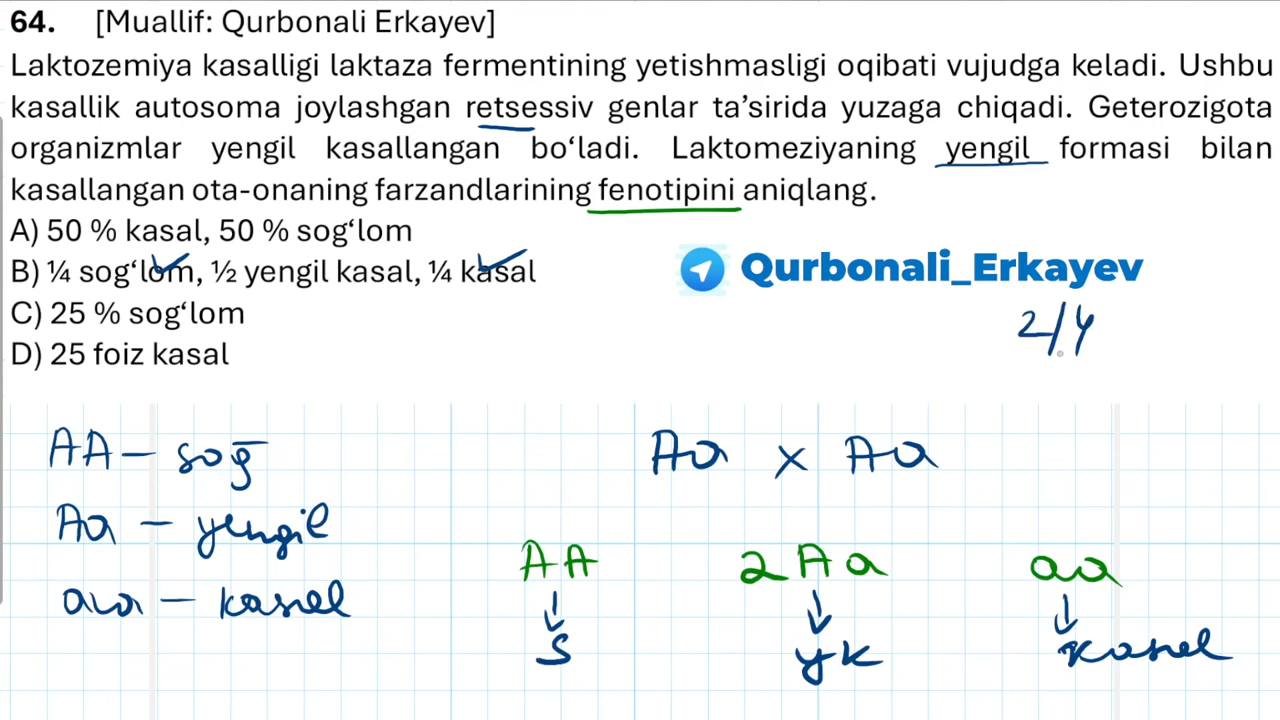 64. [Muallif: Qurbonali Erkayev]
Laktozemiya kasalligi laktaza fermentining yetishmasligi oqibati vujudga keladi. Ushbu
kasallik autosoma joylashgan retsessiv genlar ta’sirida yuzaga chiqadi. Geterozigota
organizmlar yengil kasallangan bo‘ladi. Laktomeziyaning yengil formasi bilan
kasallangan ota-onaning farzandlarining fenotipini aniqlang.
A) 50 % kasal, 50 % sog‘lom
B) ¼ sog‘lom, ½ yengil kasal, ¼ kasal
C) 25 % sog‘lom
D) 25 foiz kasal
Qurbonali_Erkayev
2/4
AA – soḡ
Aa – yengil
aa – kasal
Aa x Aa
AA 2Aa aa
S yk kasal